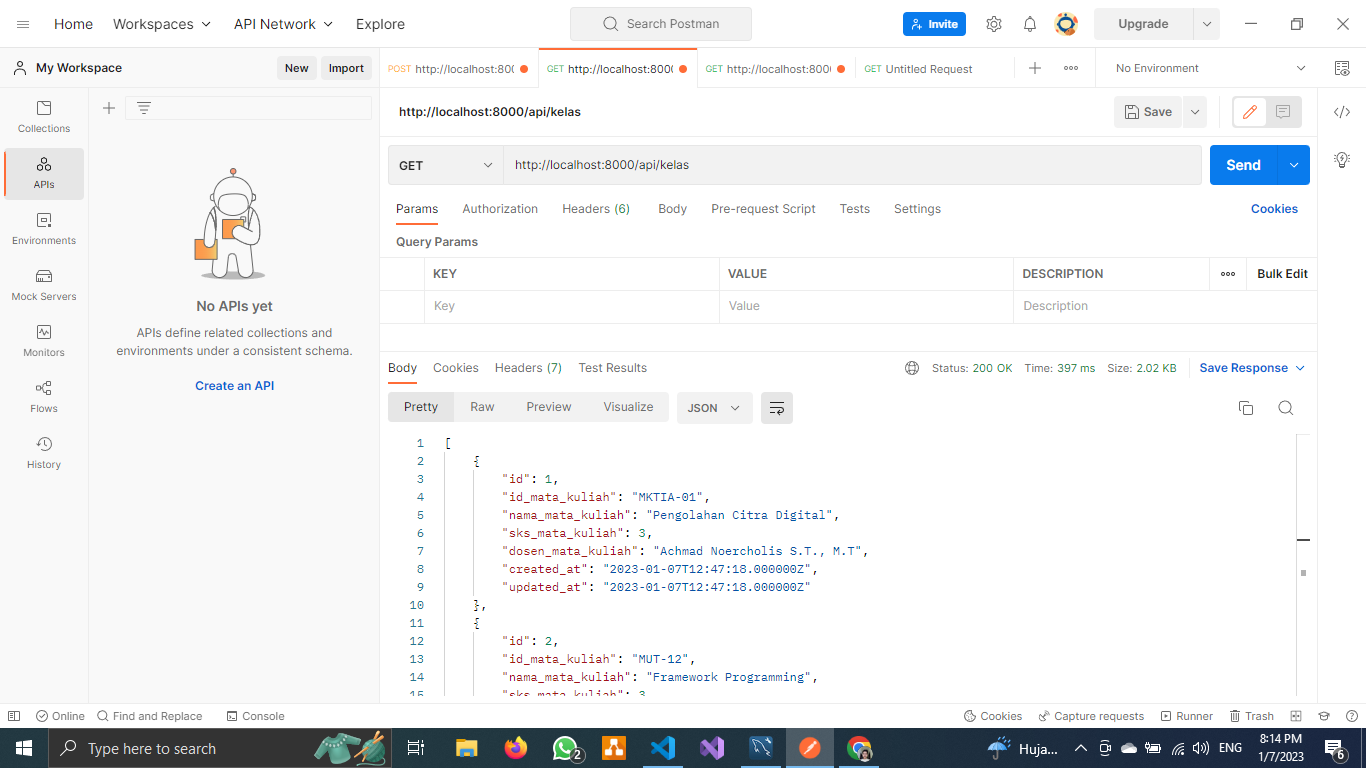 Home Workspaces API Network Explore Search Postman Invite Upgrade
My Workspace New Import
POST http://localhost:800 GET http://localhost:8000 GET http://localhost:800 GET Untitled Request No Environment
Collections
APIs
Environments
Mock Servers
Monitors
Flows
History
No APIs yet
APIs define related collections and
environments under a consistent schema.
Create an API
http://localhost:8000/api/kelas Save
GET http://localhost:8000/api/kelas Send
Params Authorization Headers (6) Body Pre-request Script Tests Settings Cookies
Query Params
KEY VALUE DESCRIPTION Bulk Edit
Key Value Description
Body Cookies Headers (7) Test Results Status: 200 OK Time: 397 ms Size: 2.02 KB Save Response
Pretty Raw Preview Visualize JSON
1 [
2 {
3 "id": 1,
4 "id_mata_kuliah": "MKTIA-01",
5 "nama_mata_kuliah": "Pengolahan Citra Digital",
6 "sks_mata_kuliah": 3,
7 "dosen_mata_kuliah": "Achmad Noercholis S.T., M.T",
8 "created_at": "2023-01-07T12:47:18.000000Z",
9 "updated_at": "2023-01-07T12:47:18.000000Z"
10 },
11 {
12 "id": 2,
13 "id_mata_kuliah": "MUT-12",
14 "nama_mata_kuliah": "Framework Programming",
15 "sks_mata_kuliah": 3
Online Find and Replace Console Cookies Capture requests Runner Trash
Type here to search 2 Huja... ENG 8:14 PM
1/7/2023 6